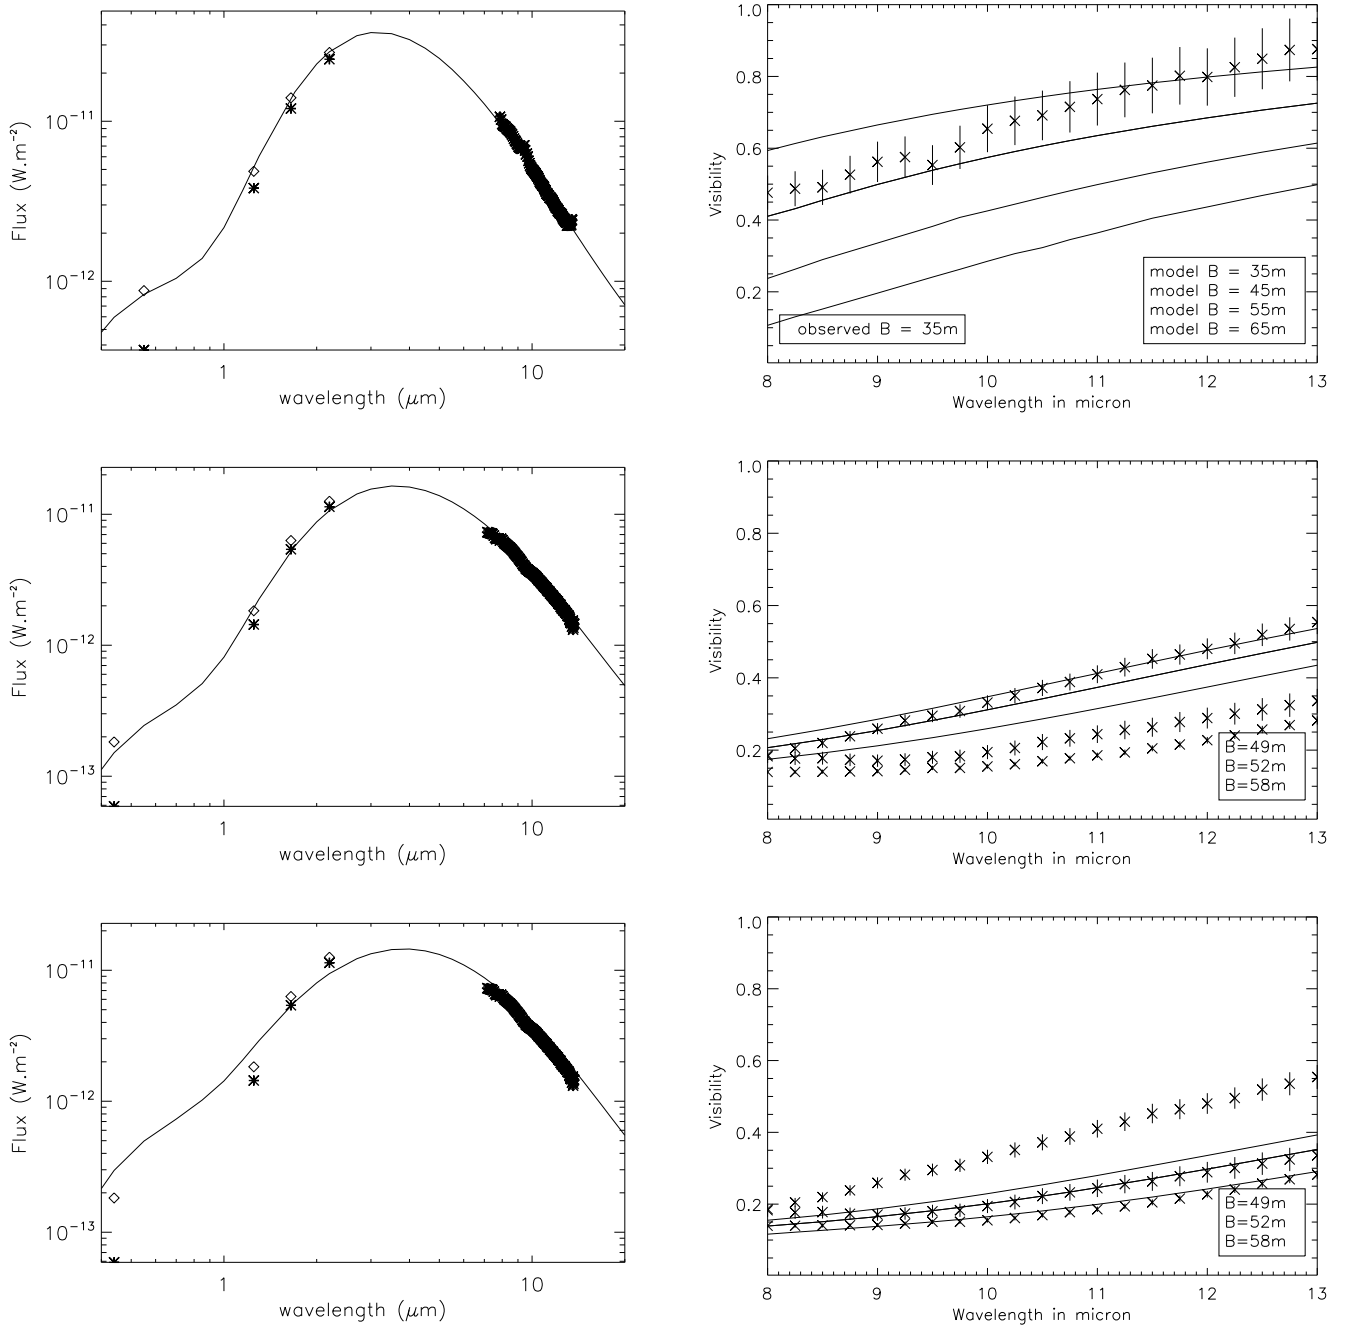 10⁻¹¹
10⁻¹²
Flux (W.m⁻²)
1
10
wavelength (μm)
1.0
0.8
0.6
0.4
0.2
Visibility
model B = 35m
model B = 45m
model B = 55m
model B = 65m
observed B = 35m
8
9
10
11
12
13
Wavelength in micron
10⁻¹¹
10⁻¹²
10⁻¹³
Flux (W.m⁻²)
1
10
wavelength (μm)
1.0
0.8
0.6
0.4
0.2
Visibility
B=49m
B=52m
B=58m
8
9
10
11
12
13
Wavelength in micron
10⁻¹¹
10⁻¹²
10⁻¹³
Flux (W.m⁻²)
1
10
wavelength (μm)
1.0
0.8
0.6
0.4
0.2
Visibility
B=49m
B=52m
B=58m
8
9
10
11
12
13
Wavelength in micron